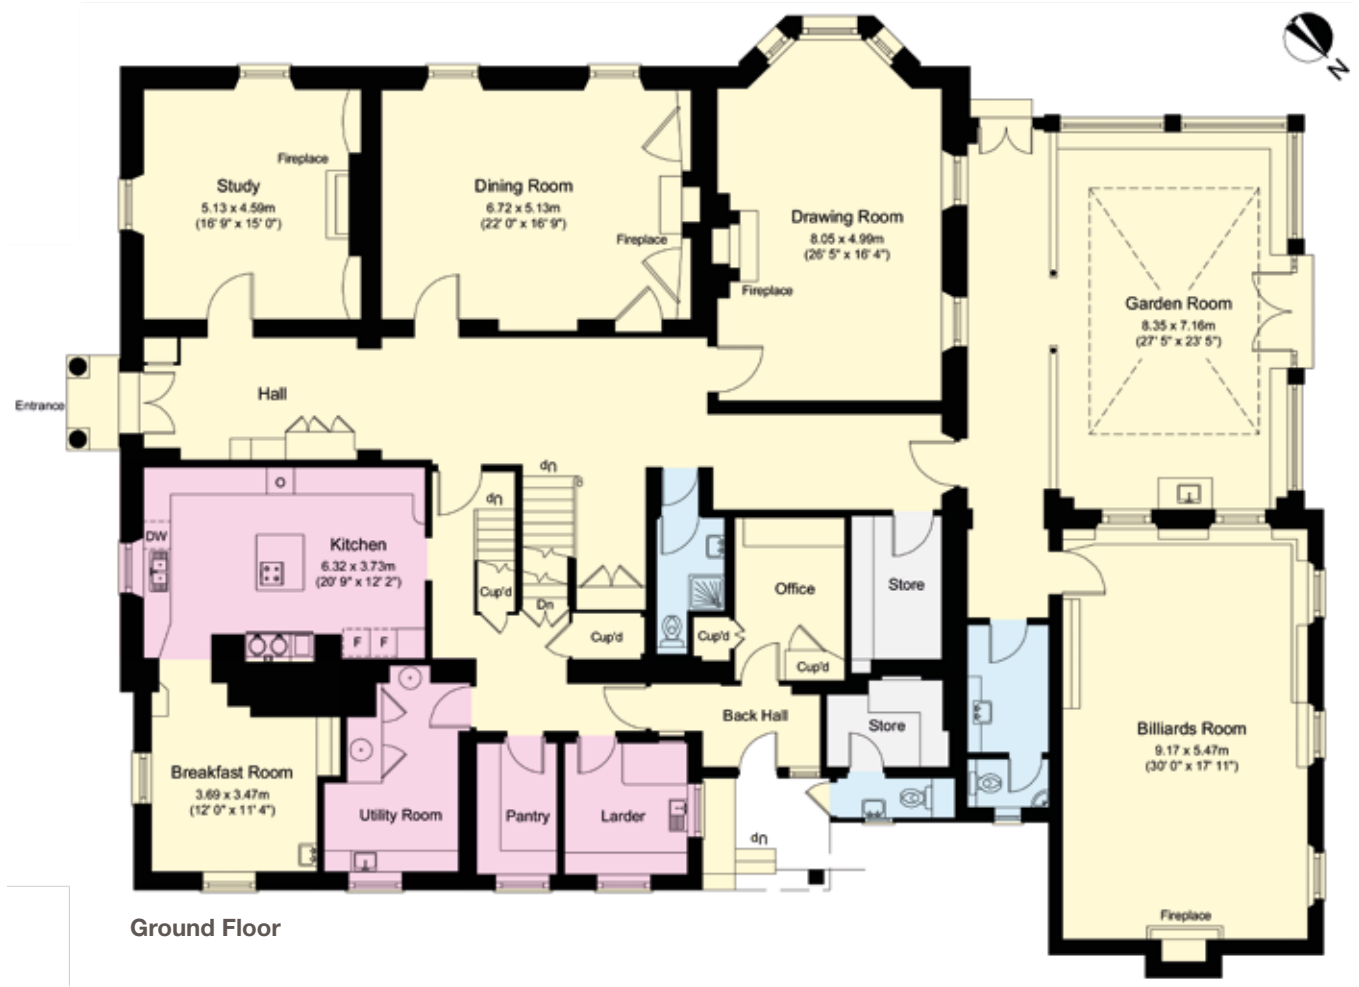 N
Study
5.13 x 4.59m
(16' 9" x 15' 0")
Fireplace
Dining Room
6.72 x 5.13m
(22' 0" x 16' 9")
Fireplace
Drawing Room
8.05 x 4.99m
(26' 5" x 16' 4")
Fireplace
Garden Room
8.35 x 7.16m
(27' 5" x 23' 5")
Entrance
Hall
Up
Up
DW
Kitchen
6.32 x 3.73m
(20' 9" x 12' 2")
F F
Cup'd
Dn
Cup'd
Cup'd
Office
Cup'd
Store
Back Hall
Store
Billiards Room
9.17 x 5.47m
(30' 0" x 17' 11")
Fireplace
Breakfast Room
3.69 x 3.47m
(12' 0" x 11' 4")
Utility Room
Pantry
Larder
Up
Ground Floor